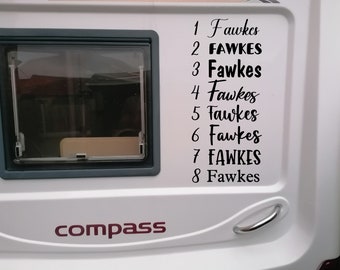 1 Fawkes
2 FAWKES
3 Fawkes
4 Fawkes
5 Fawkes
6 Fawkes
7 FAWKES
8 Fawkes
compass